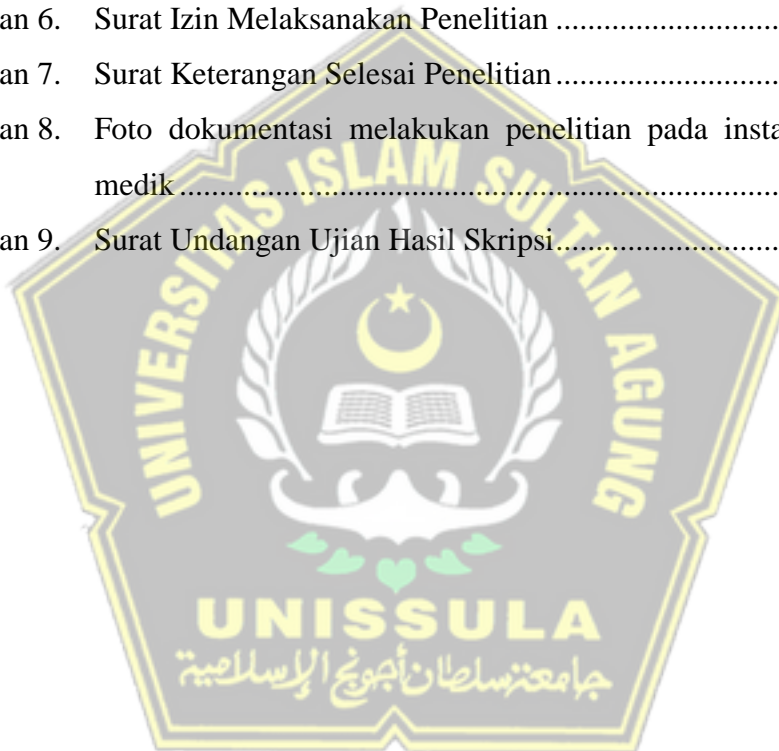 an 6. Surat Izin Melaksanakan Penelitian ..............................
an 7. Surat Keterangan Selesai Penelitian ..............................
an 8. Foto dokumentasi melakukan penelitian pada insta
medik ..............................
an 9. Surat Undangan Ujian Hasil Skripsi ..............................
UNIVERSITAS ISLAM SULTAN AGUNG
UNISSULA
جامعة سلطان أجونج الإسلامية